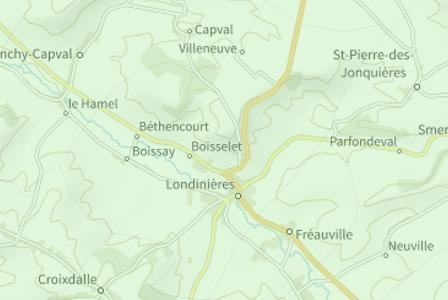 Capval
Villeneuve
nchy-Capval
St-Pierre-des-
Jonquières
le Hamel
Béthencourt
Boissay
Boisselet
Parfondeval
Smer
Londinières
Fréauville
Neuville
Croixdalle